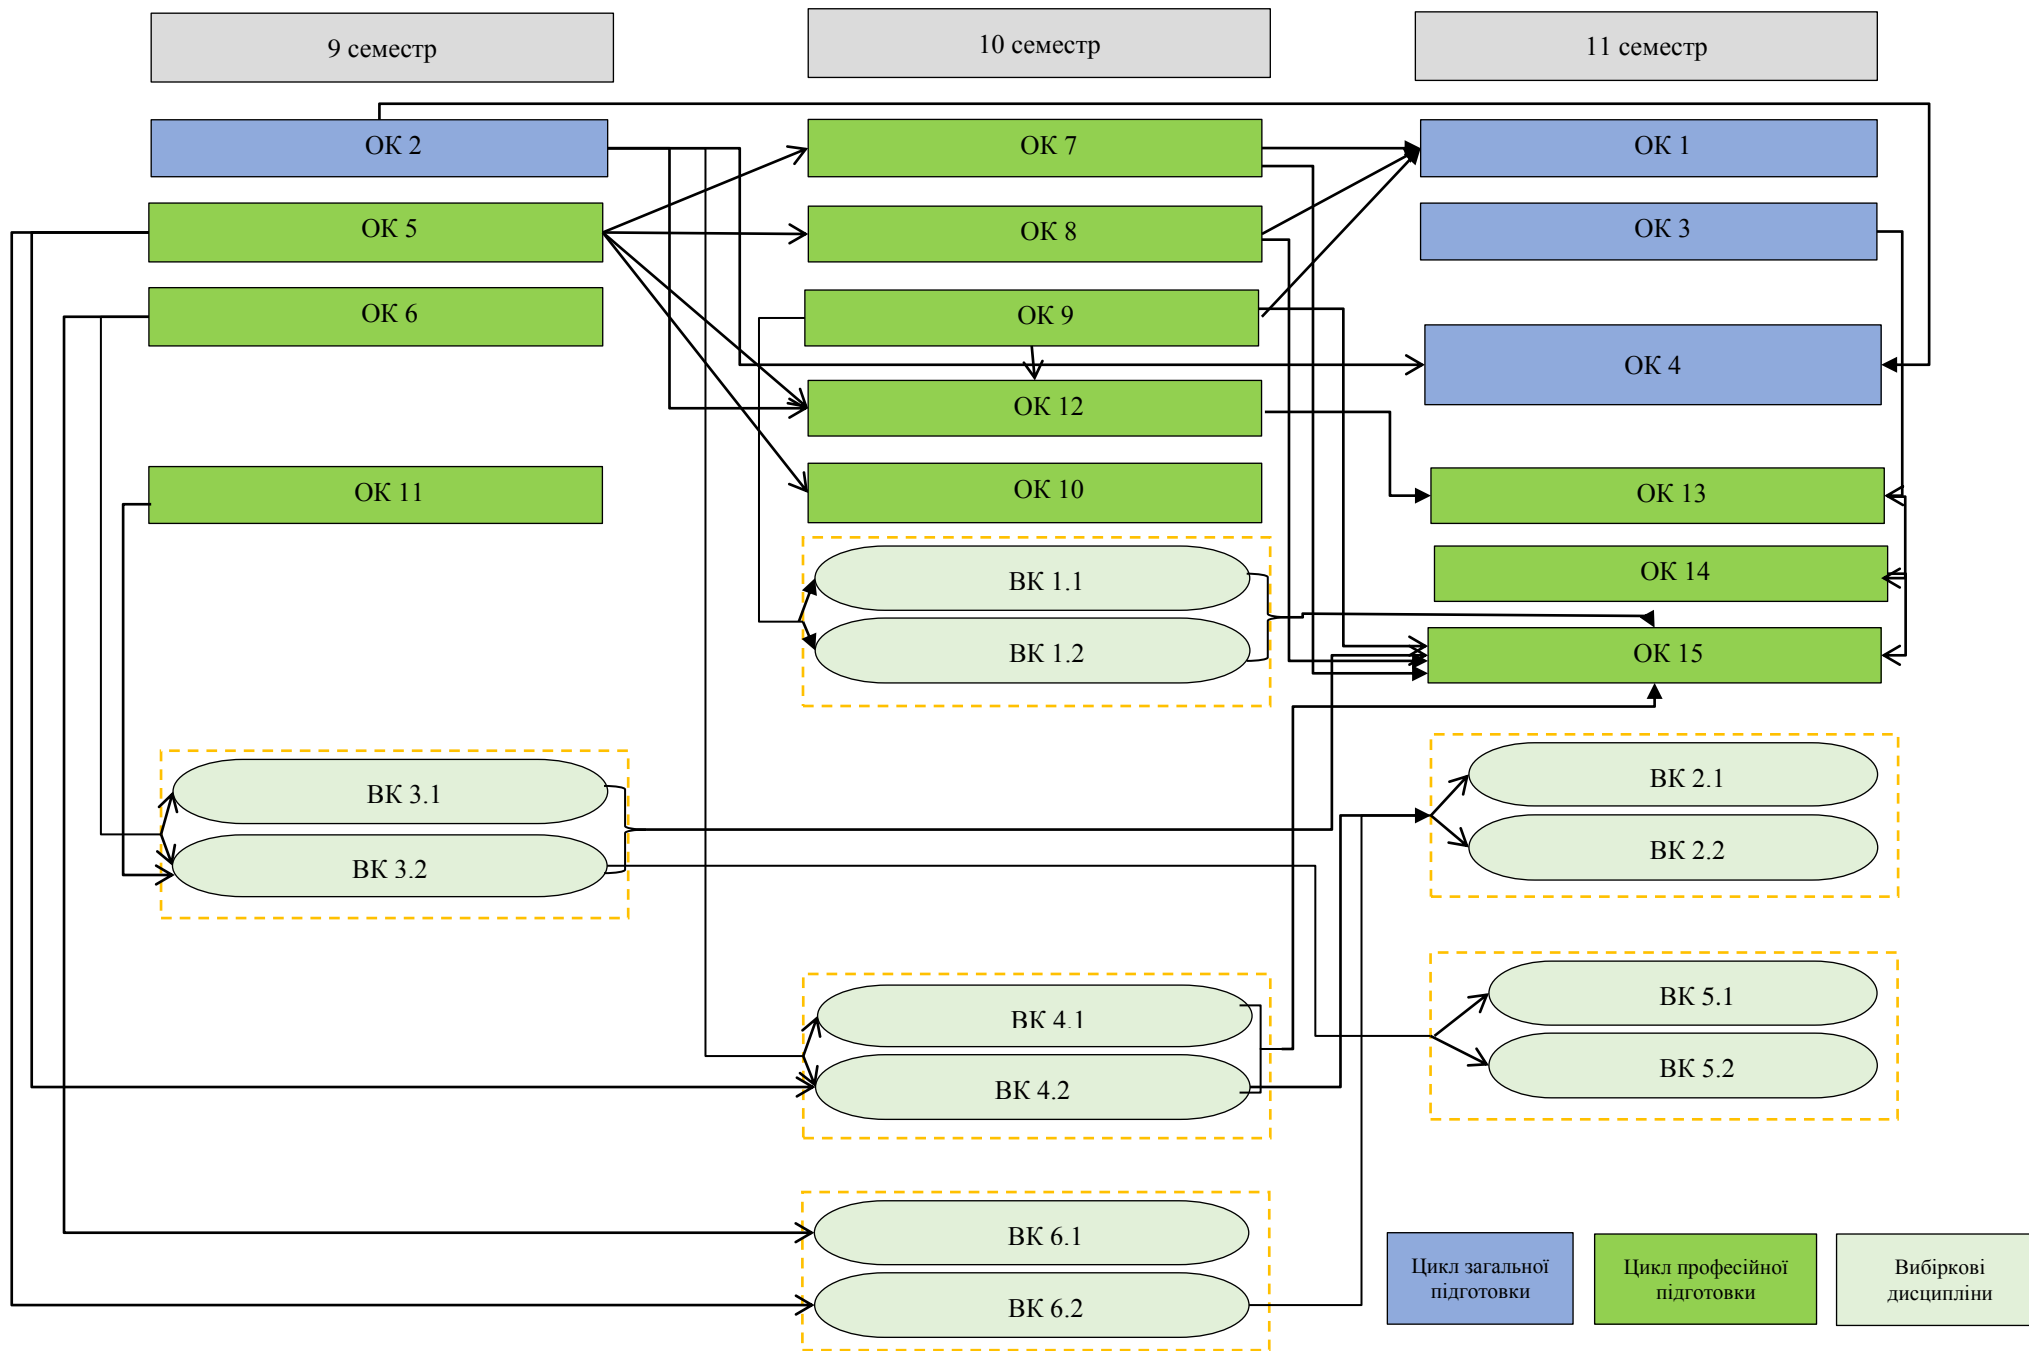 9 семестр
10 семестр
11 семестр
ОК 2
ОК 7
ОК 1
ОК 5
ОК 8
ОК 3
ОК 6
ОК 9
ОК 4
ОК 12
ОК 11
ОК 10
ОК 13
ВК 1.1
ОК 14
ВК 1.2
ОК 15
ВК 3.1
ВК 2.1
ВК 3.2
ВК 2.2
ВК 4.1
ВК 5.1
ВК 4.2
ВК 5.2
ВК 6.1
ВК 6.2
Цикл загальної
підготовки
Цикл професійної
підготовки
Вибіркові
дисципліни